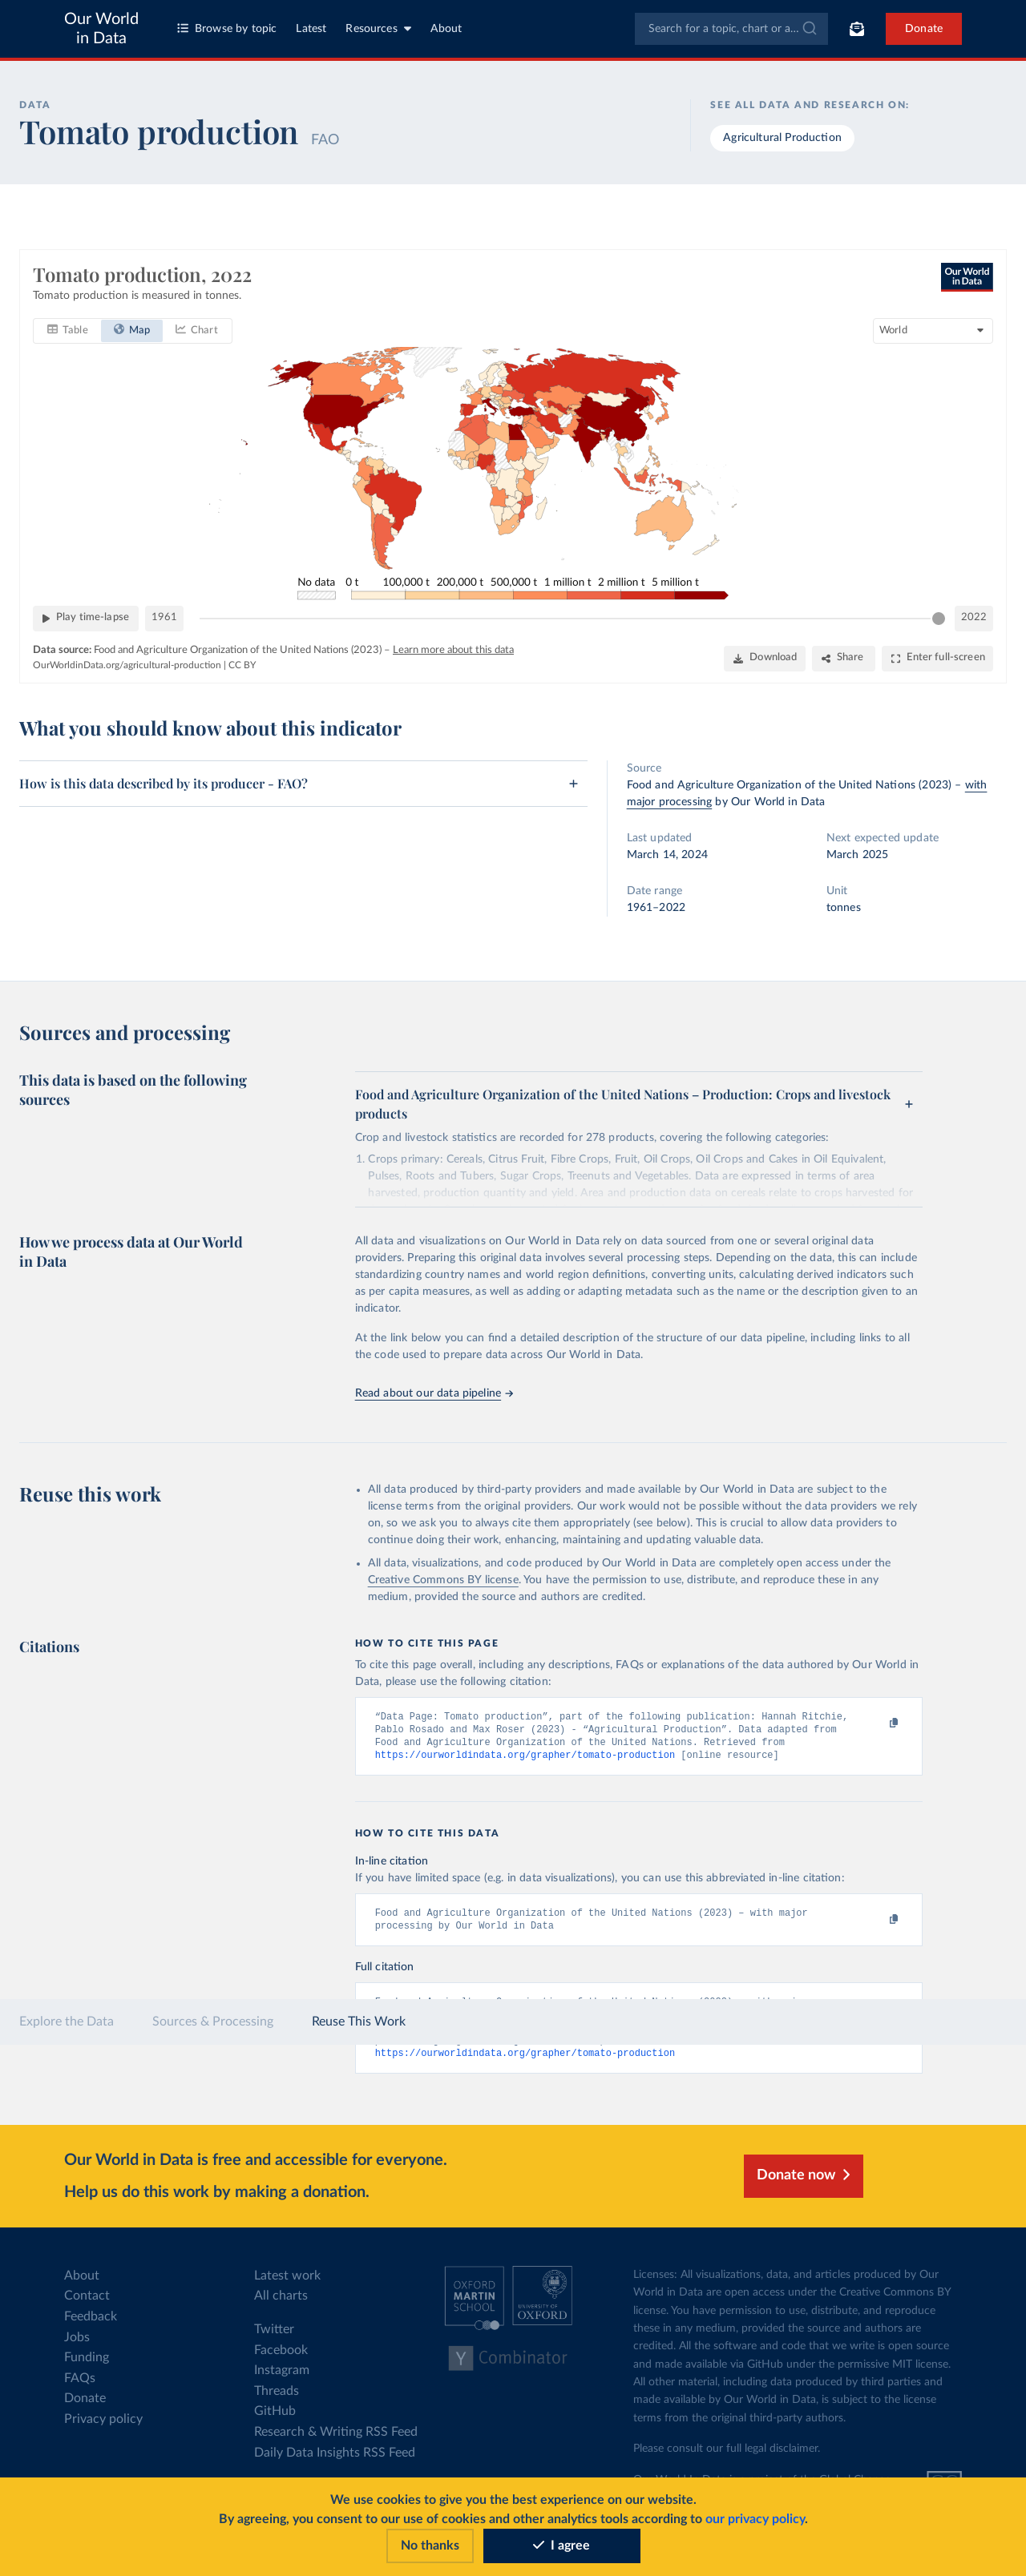 Our World
in Data
Browse by topic
Latest
Resources
About
Search for a topic, chart or a...
Donate
DATA
Tomato production FAO
SEE ALL DATA AND RESEARCH ON:
Agricultural Production
Tomato production, 2022
Tomato production is measured in tonnes.
Our World
in Data
Table
Map
Chart
World
No data
0 t
100,000 t
200,000 t
500,000 t
1 million t
2 million t
5 million t
Play time-lapse
1961
2022
Data source: Food and Agriculture Organization of the United Nations (2023) – Learn more about this data
OurWorldinData.org/agricultural-production | CC BY
Download
Share
Enter full-screen
What you should know about this indicator
How is this data described by its producer - FAO?
Source
Food and Agriculture Organization of the United Nations (2023) – with
major processing by Our World in Data
Last updated
March 14, 2024
Next expected update
March 2025
Date range
1961–2022
Unit
tonnes
Sources and processing
This data is based on the following
sources
Food and Agriculture Organization of the United Nations – Production: Crops and livestock
products
Crop and livestock statistics are recorded for 278 products, covering the following categories:
1. Crops primary: Cereals, Citrus Fruit, Fibre Crops, Fruit, Oil Crops, Oil Crops and Cakes in Oil Equivalent,
Pulses, Roots and Tubers, Sugar Crops, Treenuts and Vegetables. Data are expressed in terms of area
harvested, production quantity and yield. Area and production data on cereals relate to crops harvested for
How we process data at Our World
in Data
All data and visualizations on Our World in Data rely on data sourced from one or several original data
providers. Preparing this original data involves several processing steps. Depending on the data, this can include
standardizing country names and world region definitions, converting units, calculating derived indicators such
as per capita measures, as well as adding or adapting metadata such as the name or the description given to an
indicator.
At the link below you can find a detailed description of the structure of our data pipeline, including links to all
the code used to prepare data across Our World in Data.
Read about our data pipeline
Reuse this work
All data produced by third-party providers and made available by Our World in Data are subject to the
license terms from the original providers. Our work would not be possible without the data providers we rely
on, so we ask you to always cite them appropriately (see below). This is crucial to allow data providers to
continue doing their work, enhancing, maintaining and updating valuable data.
All data, visualizations, and code produced by Our World in Data are completely open access under the
Creative Commons BY license. You have the permission to use, distribute, and reproduce these in any
medium, provided the source and authors are credited.
Citations
HOW TO CITE THIS PAGE
To cite this page overall, including any descriptions, FAQs or explanations of the data authored by Our World in
Data, please use the following citation:
“Data Page: Tomato production”, part of the following publication: Hannah Ritchie,
Pablo Rosado and Max Roser (2023) - “Agricultural Production”. Data adapted from
Food and Agriculture Organization of the United Nations. Retrieved from
https://ourworldindata.org/grapher/tomato-production [online resource]
HOW TO CITE THIS DATA
In-line citation
If you have limited space (e.g. in data visualizations), you can use this abbreviated in-line citation:
Food and Agriculture Organization of the United Nations (2023) – with major
processing by Our World in Data
Full citation
Explore the Data
Sources & Processing
Reuse This Work
https://ourworldindata.org/grapher/tomato-production
Our World in Data is free and accessible for everyone.
Help us do this work by making a donation.
Donate now
About
Contact
Feedback
Jobs
Funding
FAQs
Donate
Privacy policy
Latest work
All charts
Twitter
Facebook
Instagram
Threads
GitHub
Research & Writing RSS Feed
Daily Data Insights RSS Feed
OXFORD
MARTIN
SCHOOL
UNIVERSITY OF
OXFORD
Y Combinator
Licenses: All visualizations, data, and articles produced by Our
World in Data are open access under the Creative Commons BY
license. You have permission to use, distribute, and reproduce
these in any medium, provided the source and authors are
credited. All the software and code that we write is open source
and made available via GitHub under the permissive MIT license.
All other material, including data produced by third parties and
made available by Our World in Data, is subject to the license
terms from the original third-party authors.
Please consult our full legal disclaimer.
We use cookies to give you the best experience on our website.
By agreeing, you consent to our use of cookies and other analytics tools according to our privacy policy.
No thanks
I agree